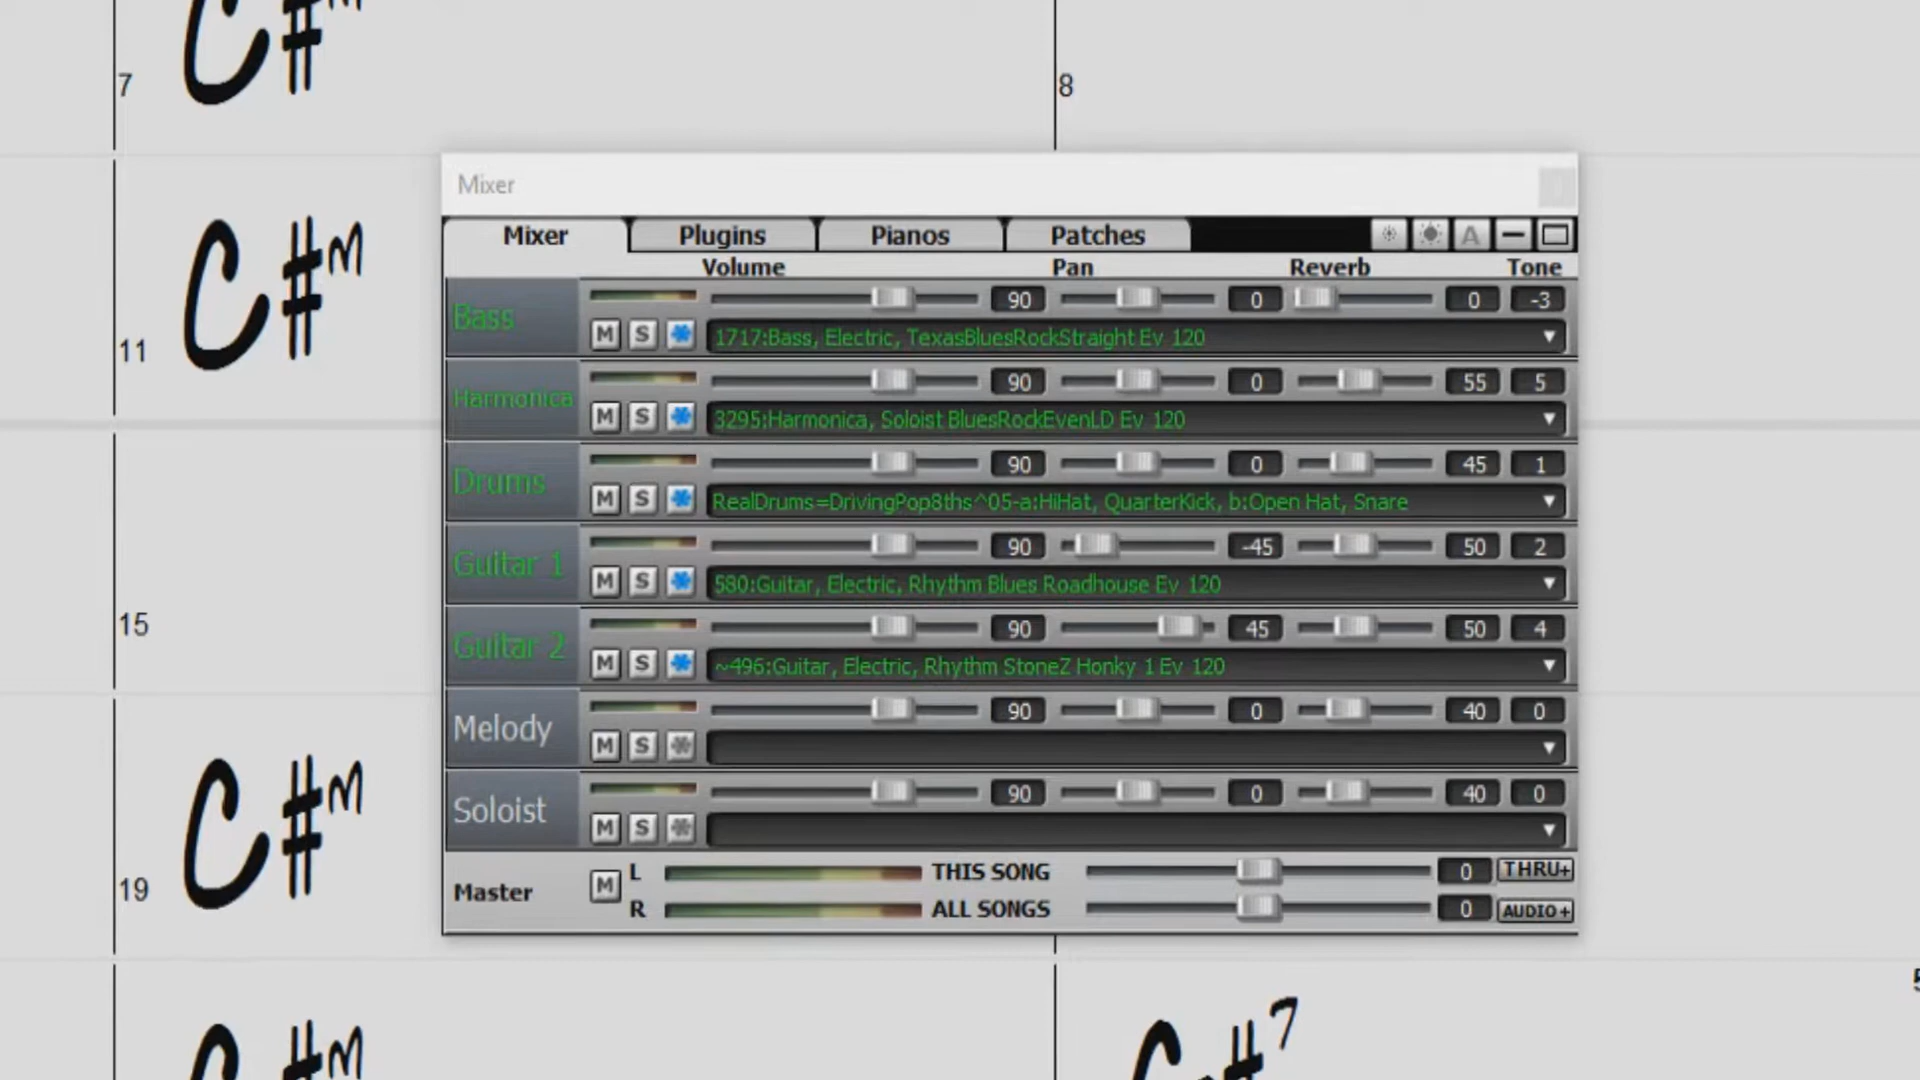 C#m
7
8
Mixer
Mixer Plugins Pianos Patches A
Volume Pan Reverb Tone
Bass 90 0 0 -3
M S 1717:Bass, Electric, TexasBluesRockStraight Ev 120
C#m
11
Harmonica 90 0 55 5
M S 3295:Harmonica, Soloist BluesRockEvenLD Ev 120
Drums 90 0 45 1
M S RealDrums=DrivingPop8ths^05-a:HiHat, QuarterKick, b:Open Hat, Snare
Guitar 1 90 -45 50 2
M S 580:Guitar, Electric, Rhythm Blues Roadhouse Ev 120
15
Guitar 2 90 45 50 4
M S ~496:Guitar, Electric, Rhythm StoneZ Honky 1 Ev 120
Melody 90 0 40 0
M S
Soloist 90 0 40 0
M S
C#m
19
Master M L THIS SONG 0 THRU+
R ALL SONGS 0 AUDIO+
C#m
C#7